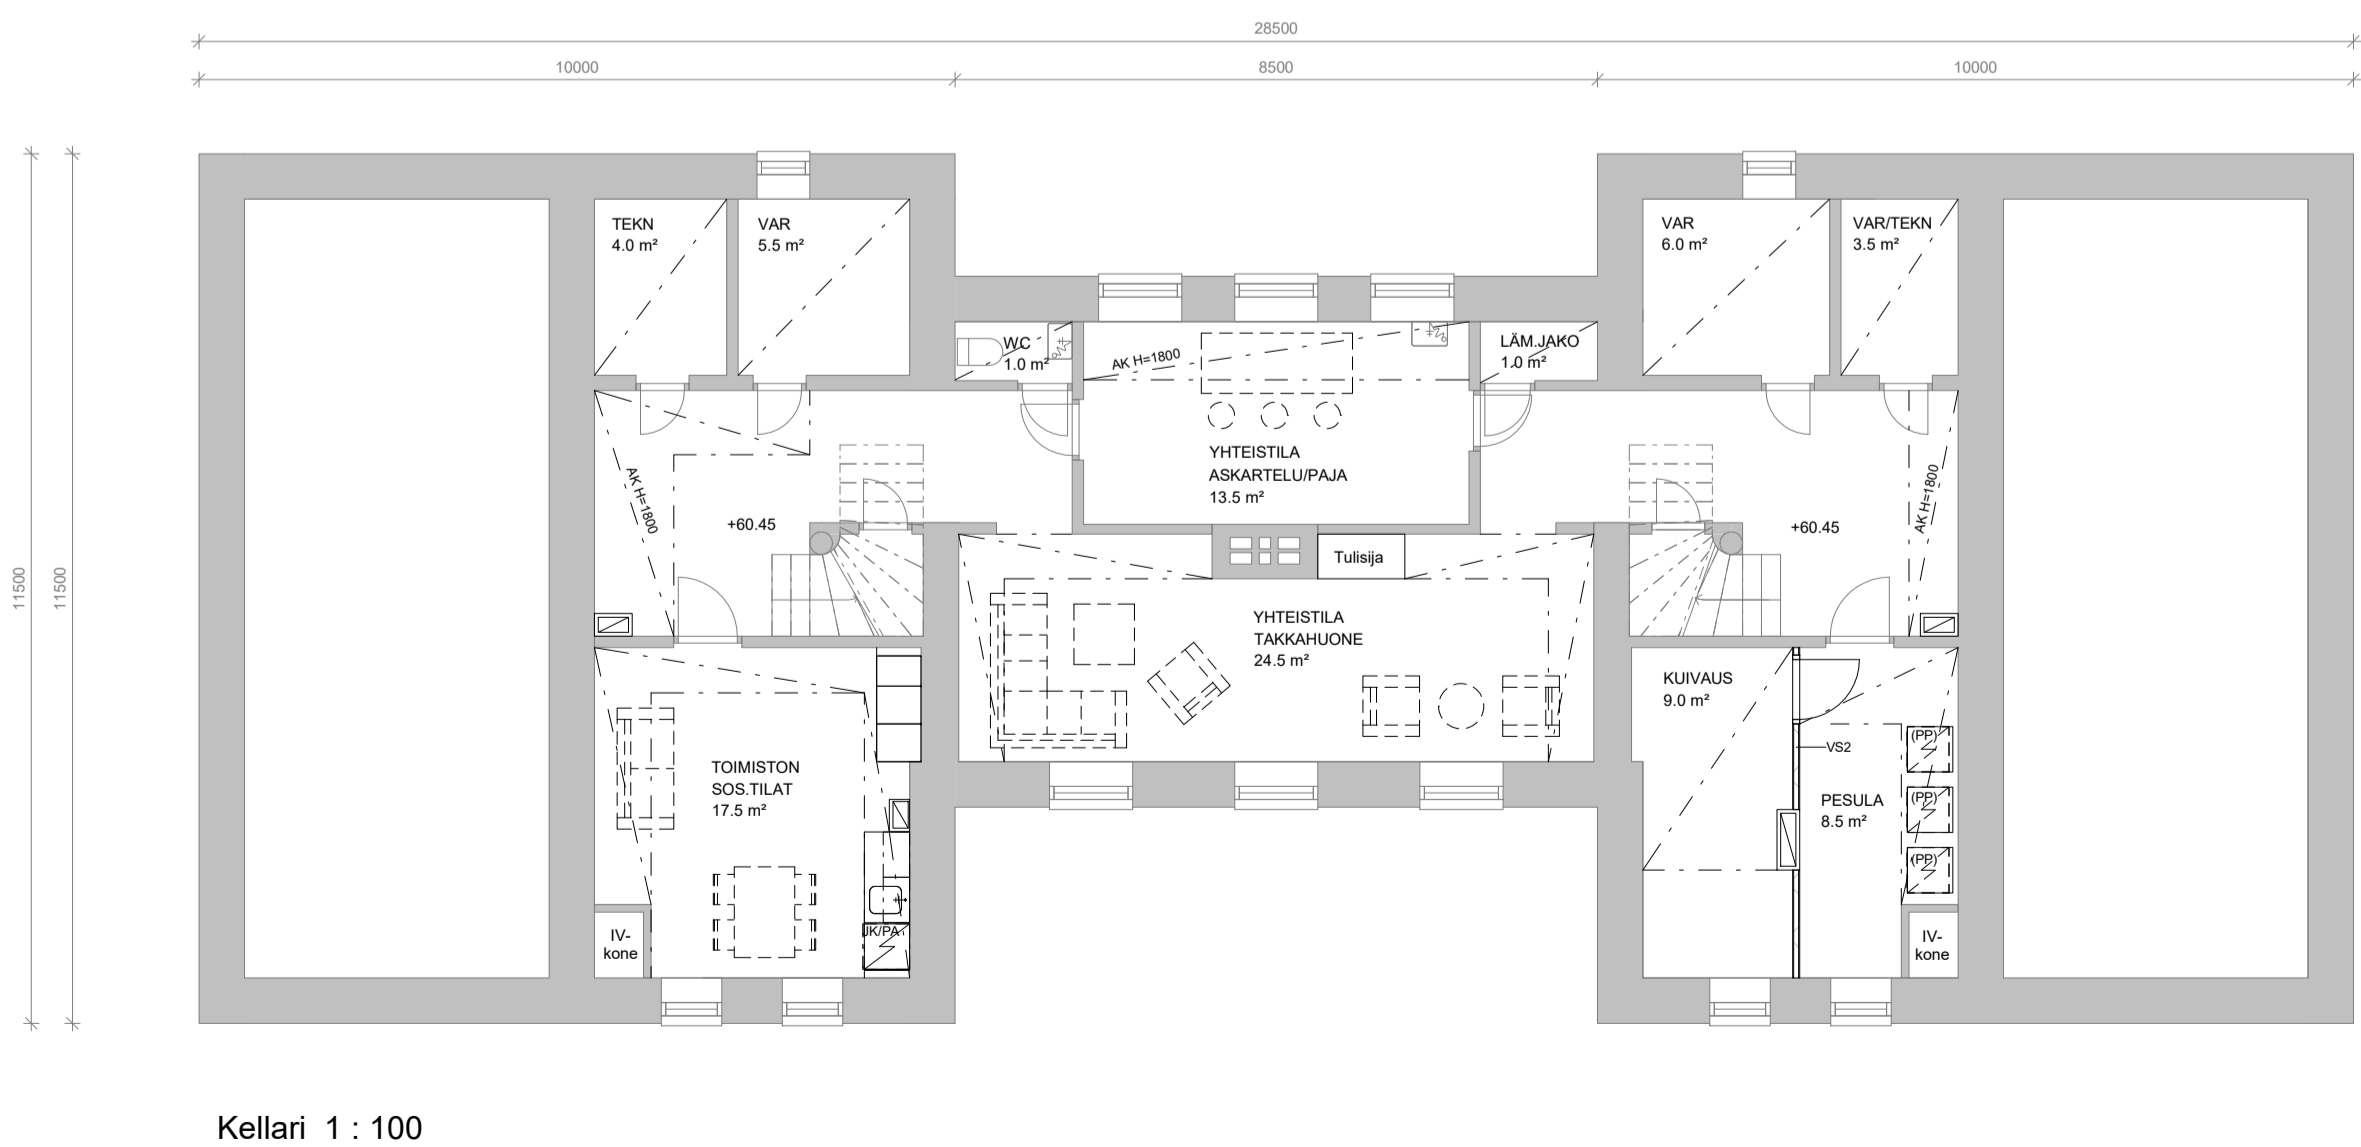 28500
10000
8500
10000
11500
11500
TEKN
4.0 m²
VAR
5.5 m²
VAR
6.0 m²
VAR/TEKN
3.5 m²
WC
1.0 m²
AK H=1800
LÄM.JAKO
1.0 m²
YHTEISTILA
ASKARTELU/PAJA
13.5 m²
AK H=1800
+60.45
+60.45
AK H=1800
Tulisija
YHTEISTILA
TAKKAHUONE
24.5 m²
KUIVAUS
9.0 m²
(PP)
VS2
TOIMISTON
SOS.TILAT
17.5 m²
PESULA
8.5 m²
(PP)
(PP)
JK/PA
IV-
kone
IV-
kone
Kellari 1 : 100